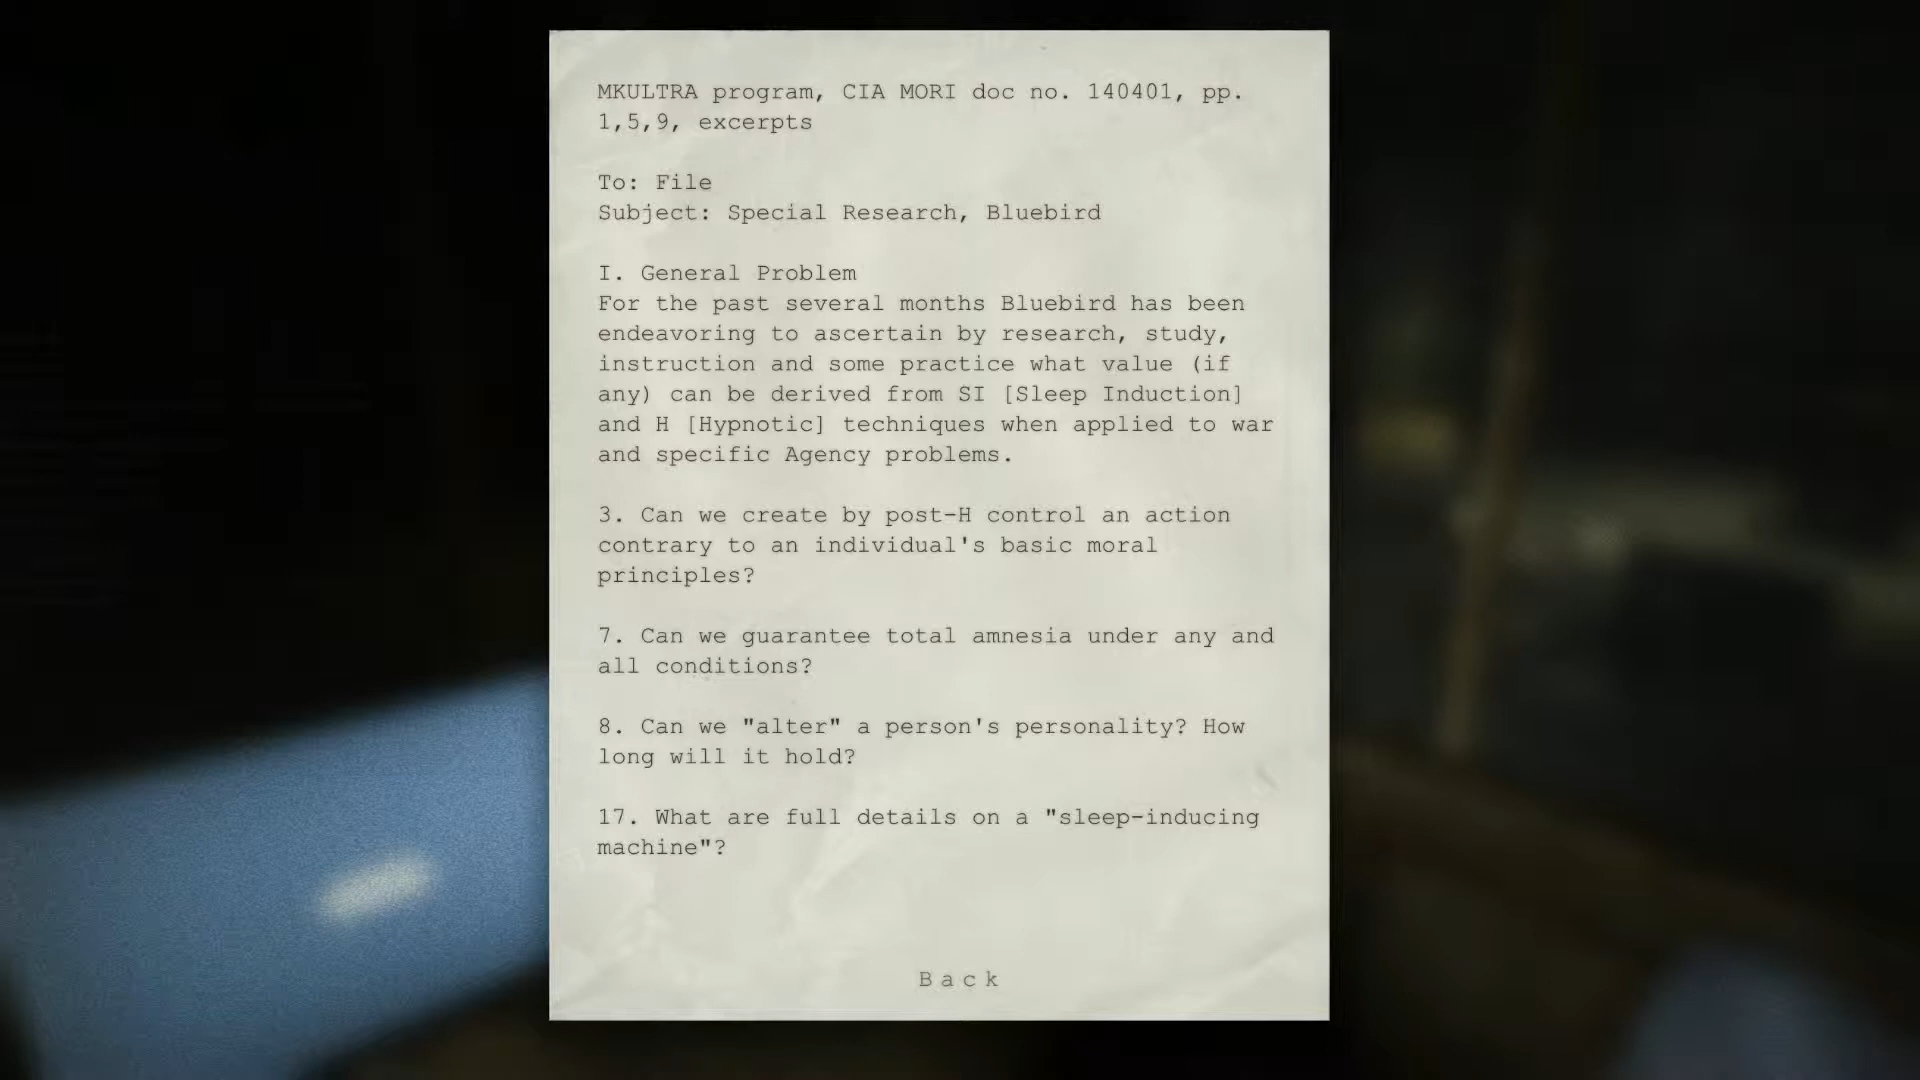 MKULTRA program, CIA MORI doc no. 140401, pp.
1,5,9, excerpts
To: File
Subject: Special Research, Bluebird
I. General Problem
For the past several months Bluebird has been
endeavoring to ascertain by research, study,
instruction and some practice what value (if
any) can be derived from SI [Sleep Induction]
and H [Hypnotic] techniques when applied to war
and specific Agency problems.
3. Can we create by post-H control an action
contrary to an individual's basic moral
principles?
7. Can we guarantee total amnesia under any and
all conditions?
8. Can we "alter" a person's personality? How
long will it hold?
17. What are full details on a "sleep-inducing
machine"?
Back